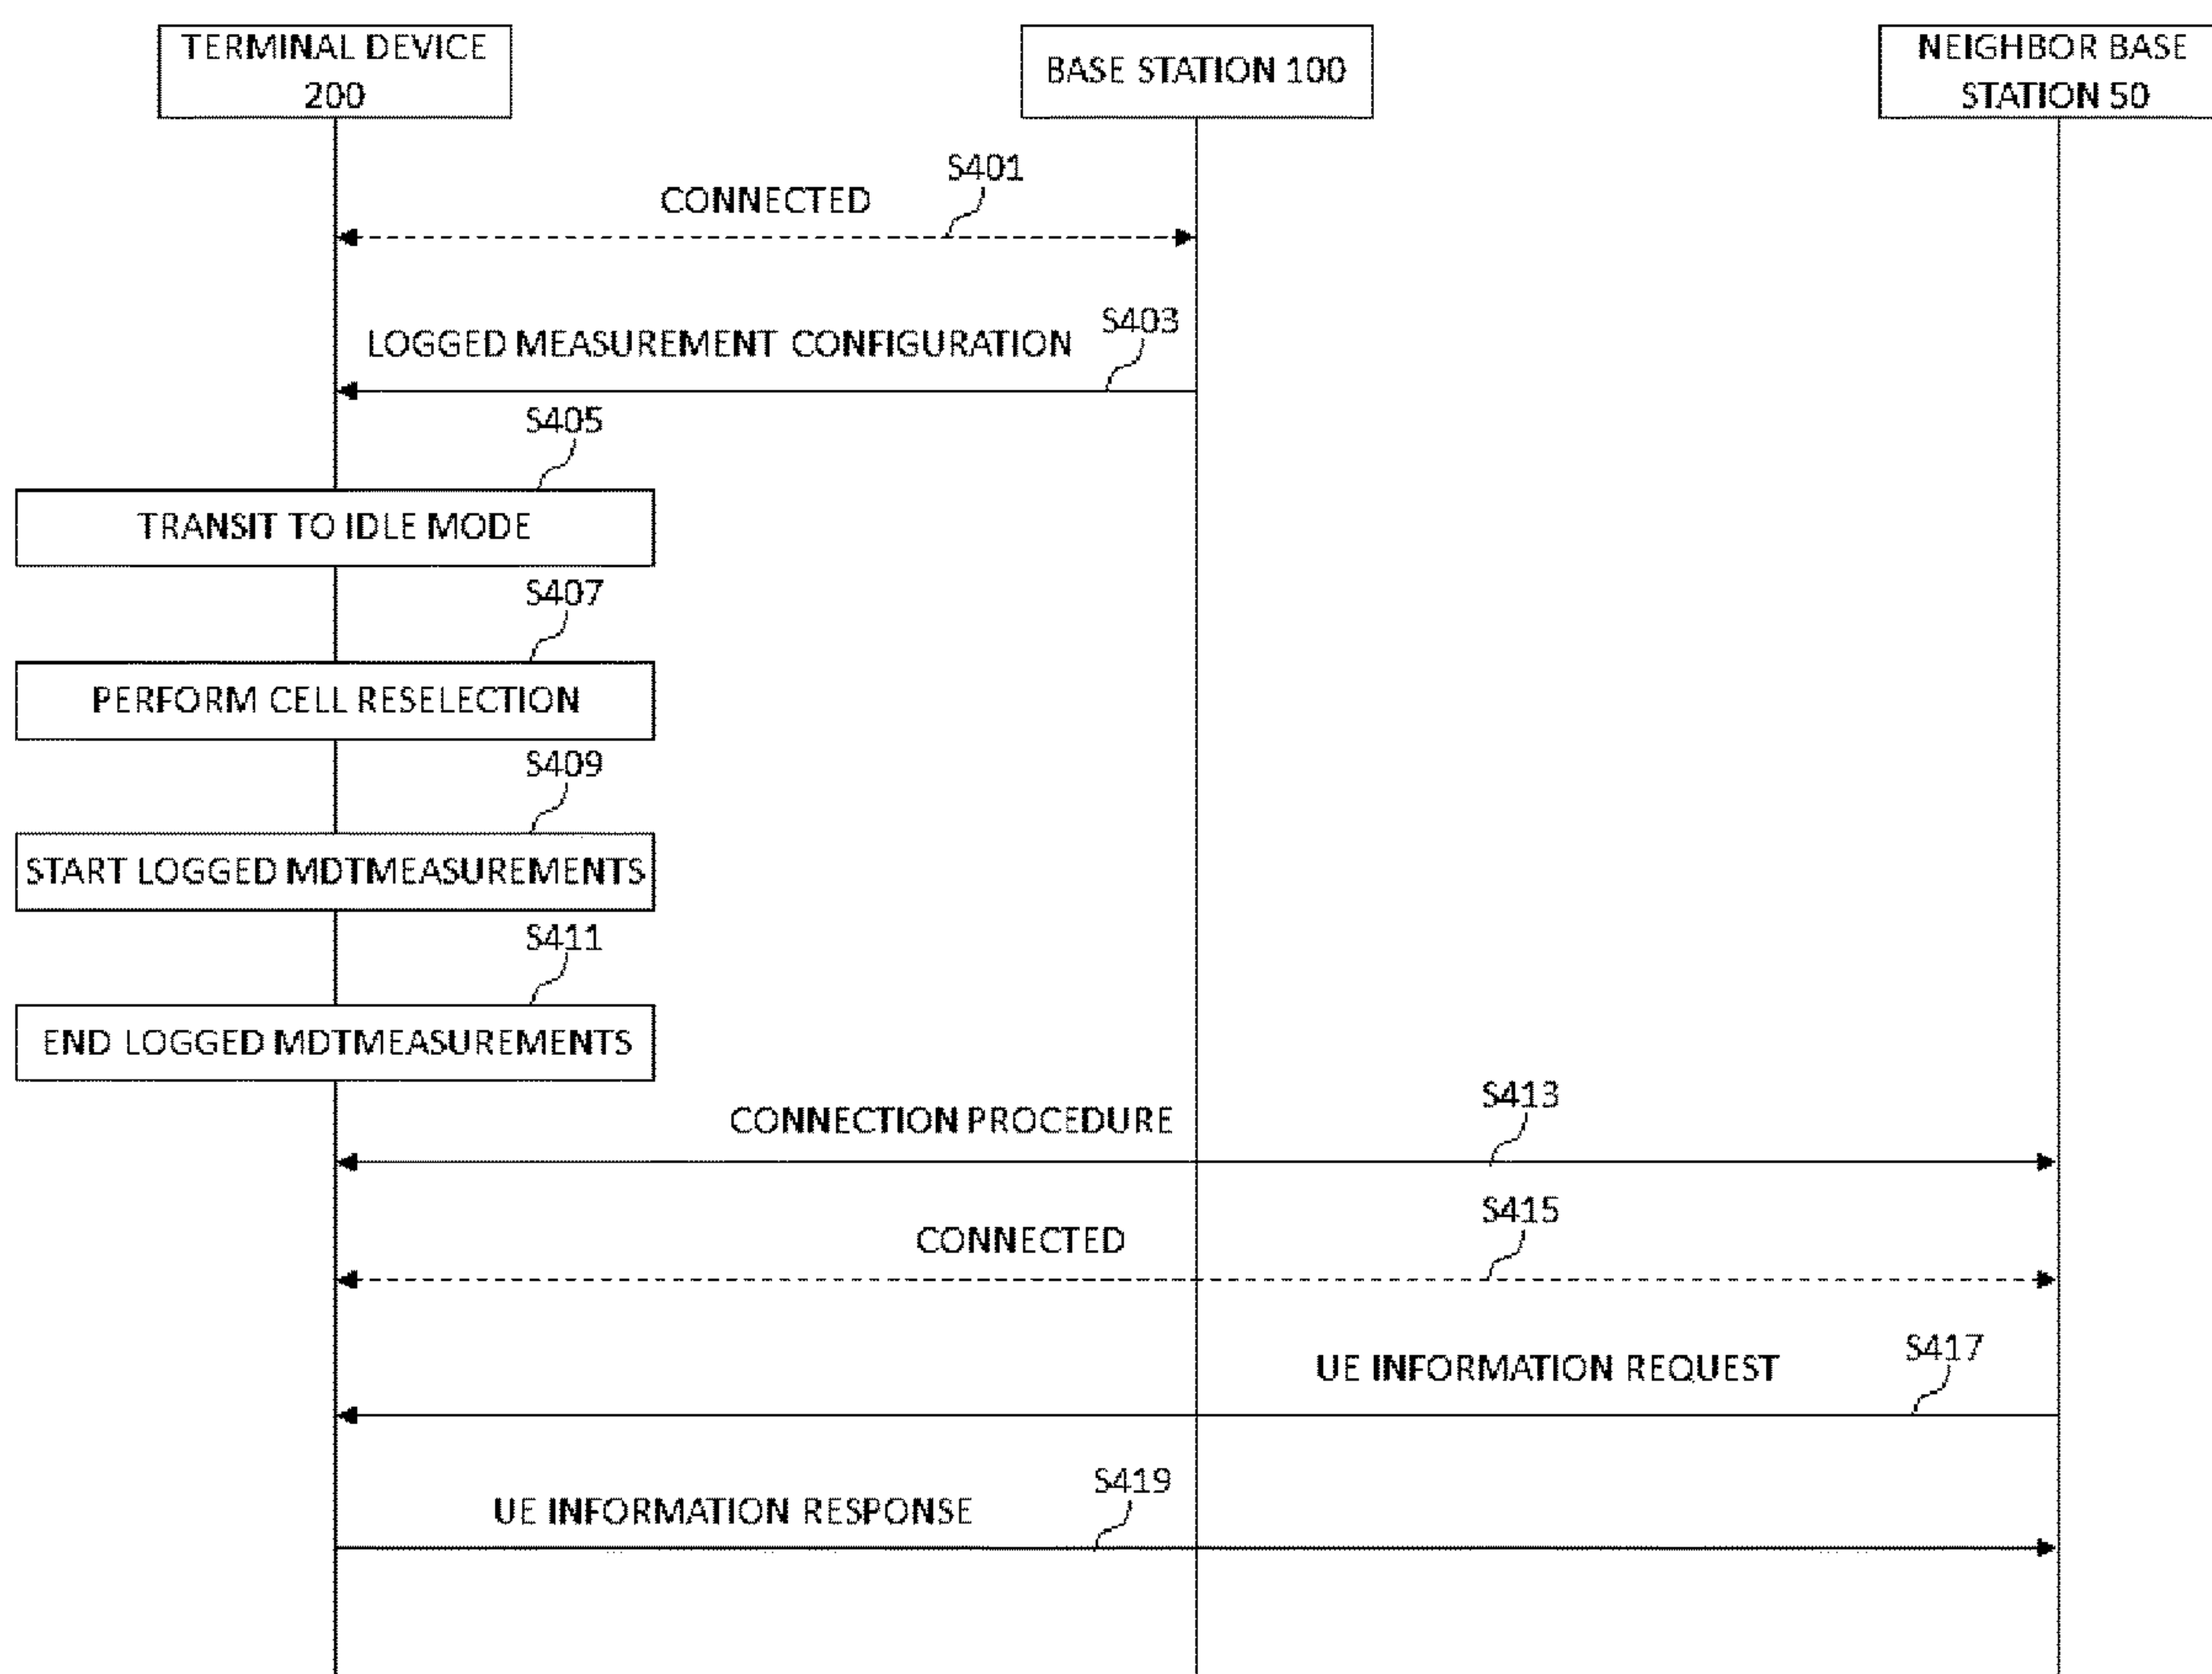 TERMINAL DEVICE
200
BASE STATION 100
NEIGHBOR BASE
STATION 50
S401
CONNECTED
S403
LOGGED MEASUREMENT CONFIGURATION
S405
TRANSIT TO IDLE MODE
S407
PERFORM CELL RESELECTION
S409
START LOGGED MDTMEASUREMENTS
S411
END LOGGED MDTMEASUREMENTS
S413
CONNECTION PROCEDURE
S415
CONNECTED
S417
UE INFORMATION REQUEST
S419
UE INFORMATION RESPONSE